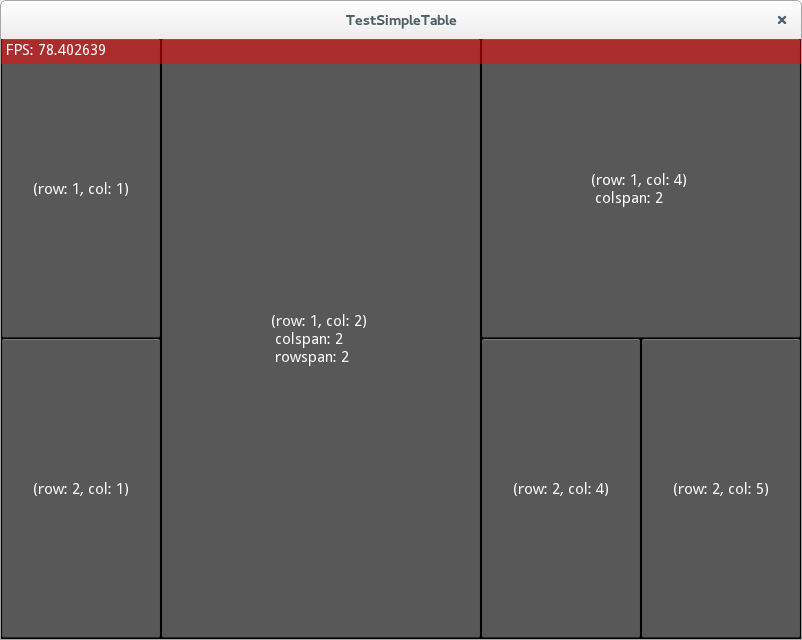 TestSimpleTable
FPS: 78.402639
(row: 1, col: 1)
(row: 1, col: 2)
colspan: 2
rowspan: 2
(row: 1, col: 4)
colspan: 2
(row: 2, col: 1)
(row: 2, col: 4)
(row: 2, col: 5)